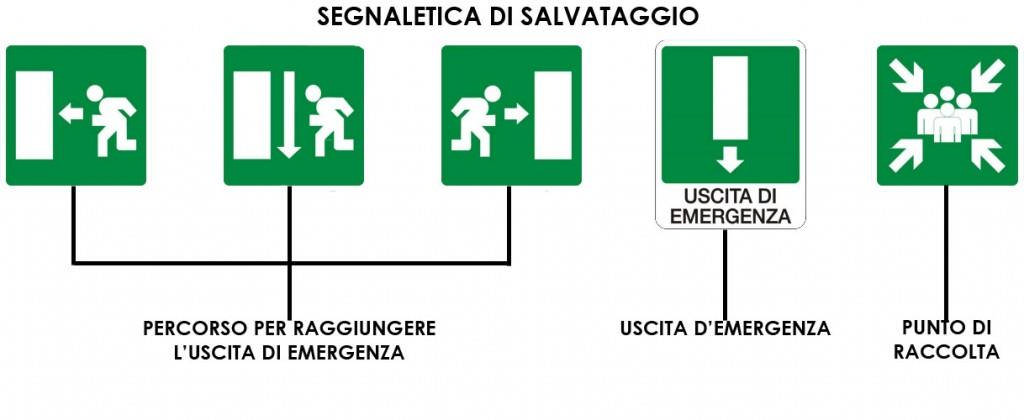 SEGNALETICA DI SALVATAGGIO
USCITA DI
EMERGENZA
PERCORSO PER RAGGIUNGERE
L'USCITA DI EMERGENZA
USCITA D'EMERGENZA
PUNTO DI
RACCOLTA